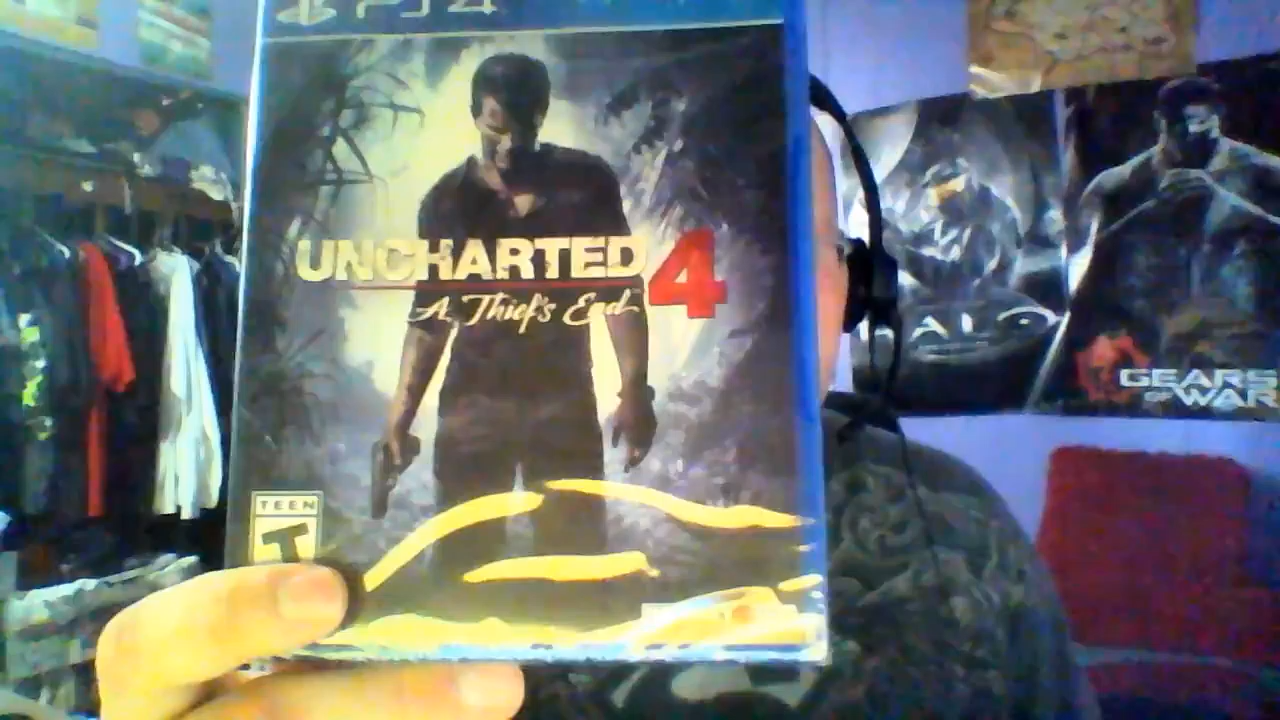 PS4
UNCHARTED 4
A Thief's End
TEEN
T
HALO
GEARS
OF WAR